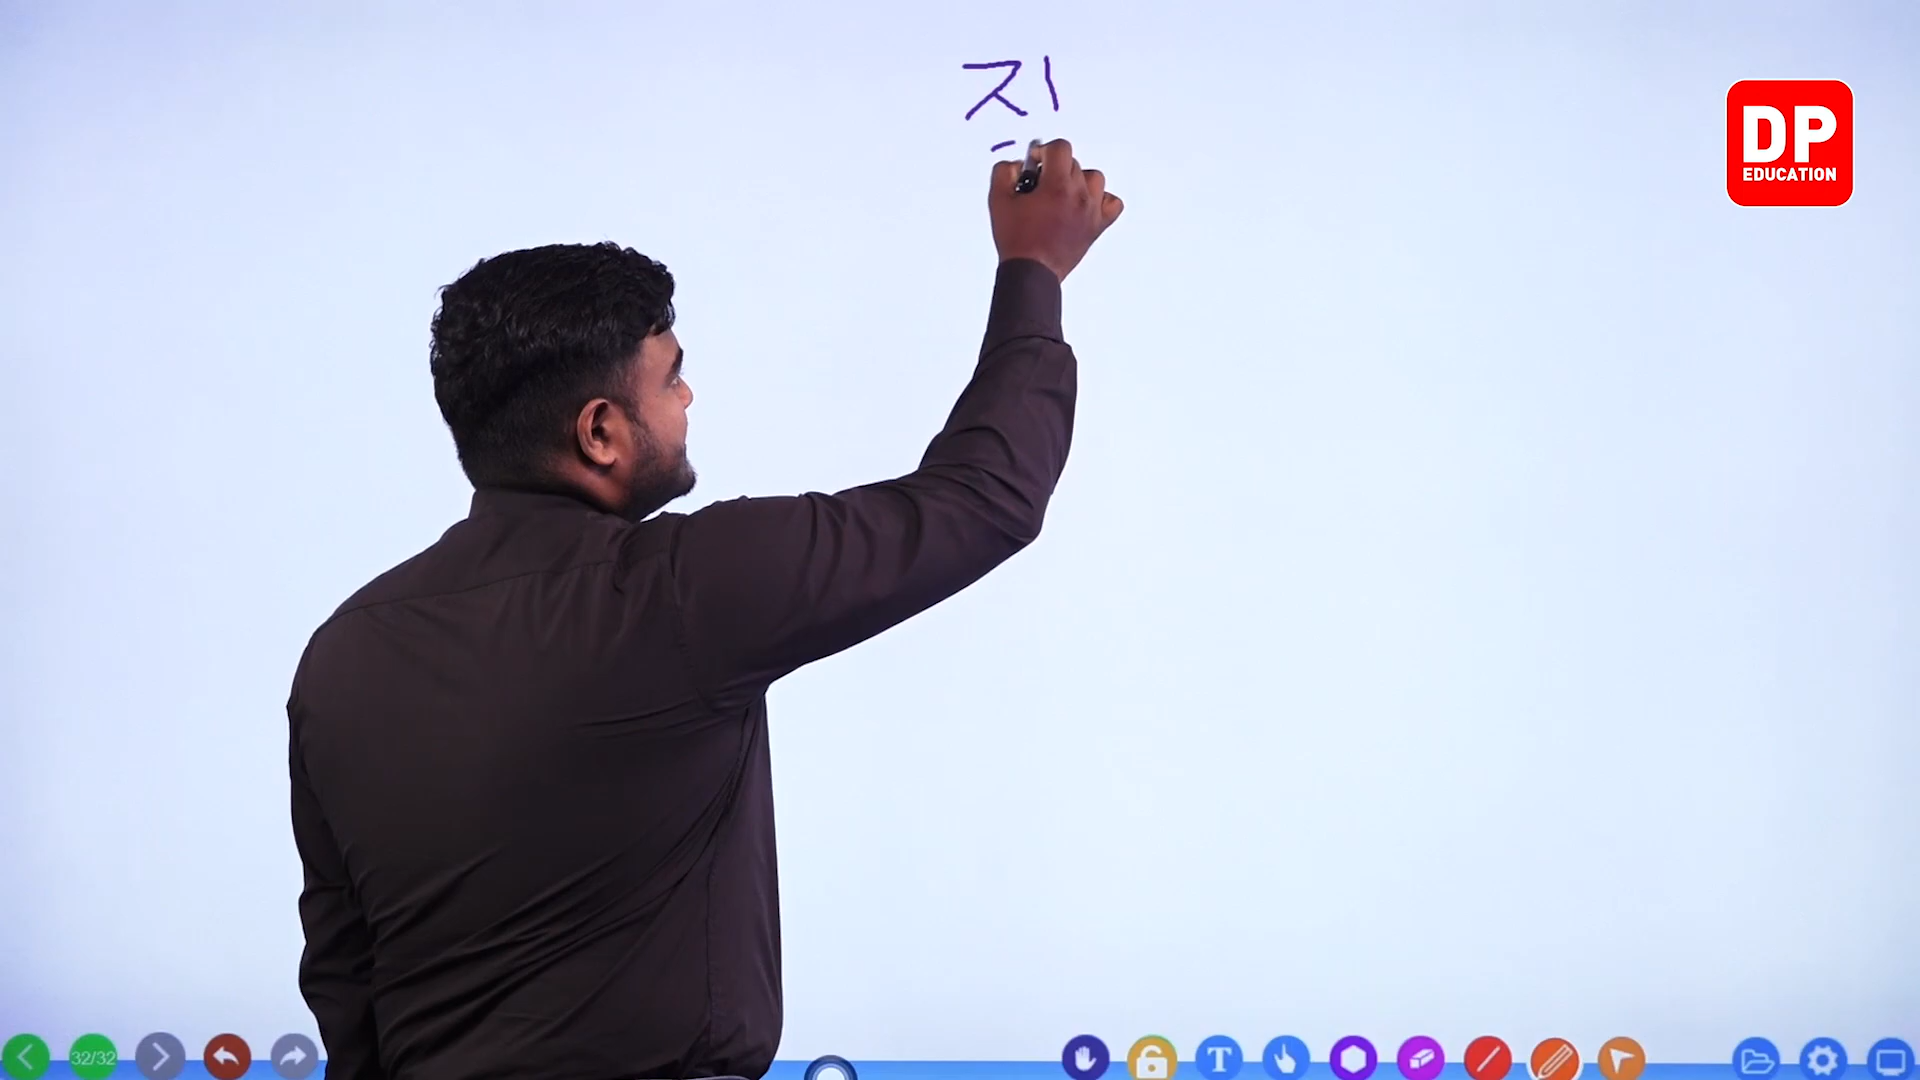 지
DP
EDUCATION
32/32
T